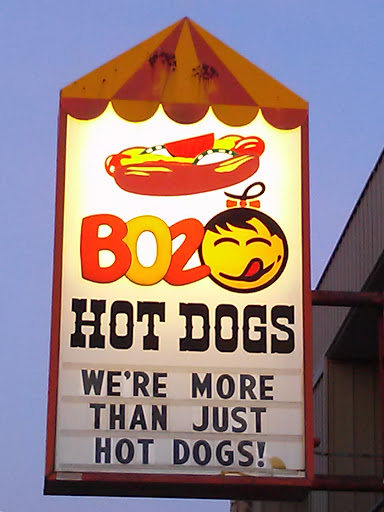 BOZO
HOT DOGS
WE'RE MORE
THAN JUST
HOT DOGS!